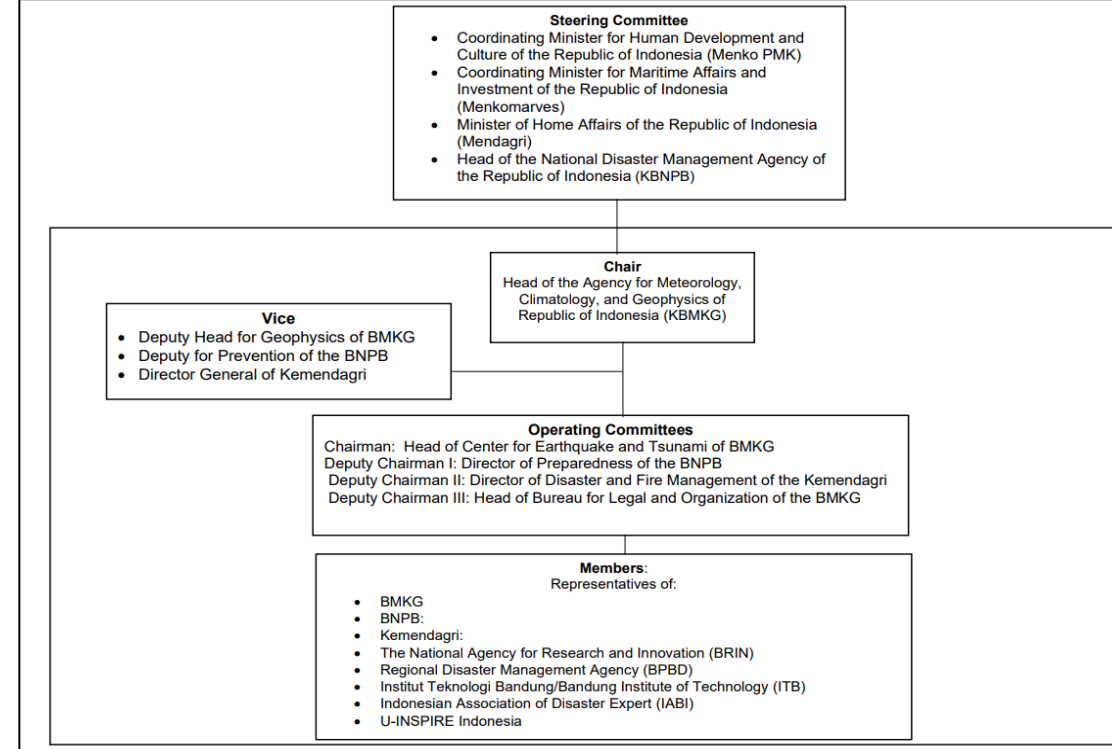 Steering Committee
• Coordinating Minister for Human Development and
Culture of the Republic of Indonesia (Menko PMK)
• Coordinating Minister for Maritime Affairs and
Investment of the Republic of Indonesia
(Menkomarves)
• Minister of Home Affairs of the Republic of Indonesia
(Mendagri)
• Head of the National Disaster Management Agency of
the Republic of Indonesia (KBNPB)
Chair
Head of the Agency for Meteorology,
Climatology, and Geophysics of
Republic of Indonesia (KBMKG)
Vice
• Deputy Head for Geophysics of BMKG
• Deputy for Prevention of the BNPB
• Director General of Kemendagri
Operating Committees
Chairman: Head of Center for Earthquake and Tsunami of BMKG
Deputy Chairman I: Director of Preparedness of the BNPB
Deputy Chairman II: Director of Disaster and Fire Management of the Kemendagri
Deputy Chairman III: Head of Bureau for Legal and Organization of the BMKG
Members:
Representatives of:
• BMKG
• BNPB:
• Kemendagri:
• The National Agency for Research and Innovation (BRIN)
• Regional Disaster Management Agency (BPBD)
• Institut Teknologi Bandung/Bandung Institute of Technology (ITB)
• Indonesian Association of Disaster Expert (IABI)
• U-INSPIRE Indonesia